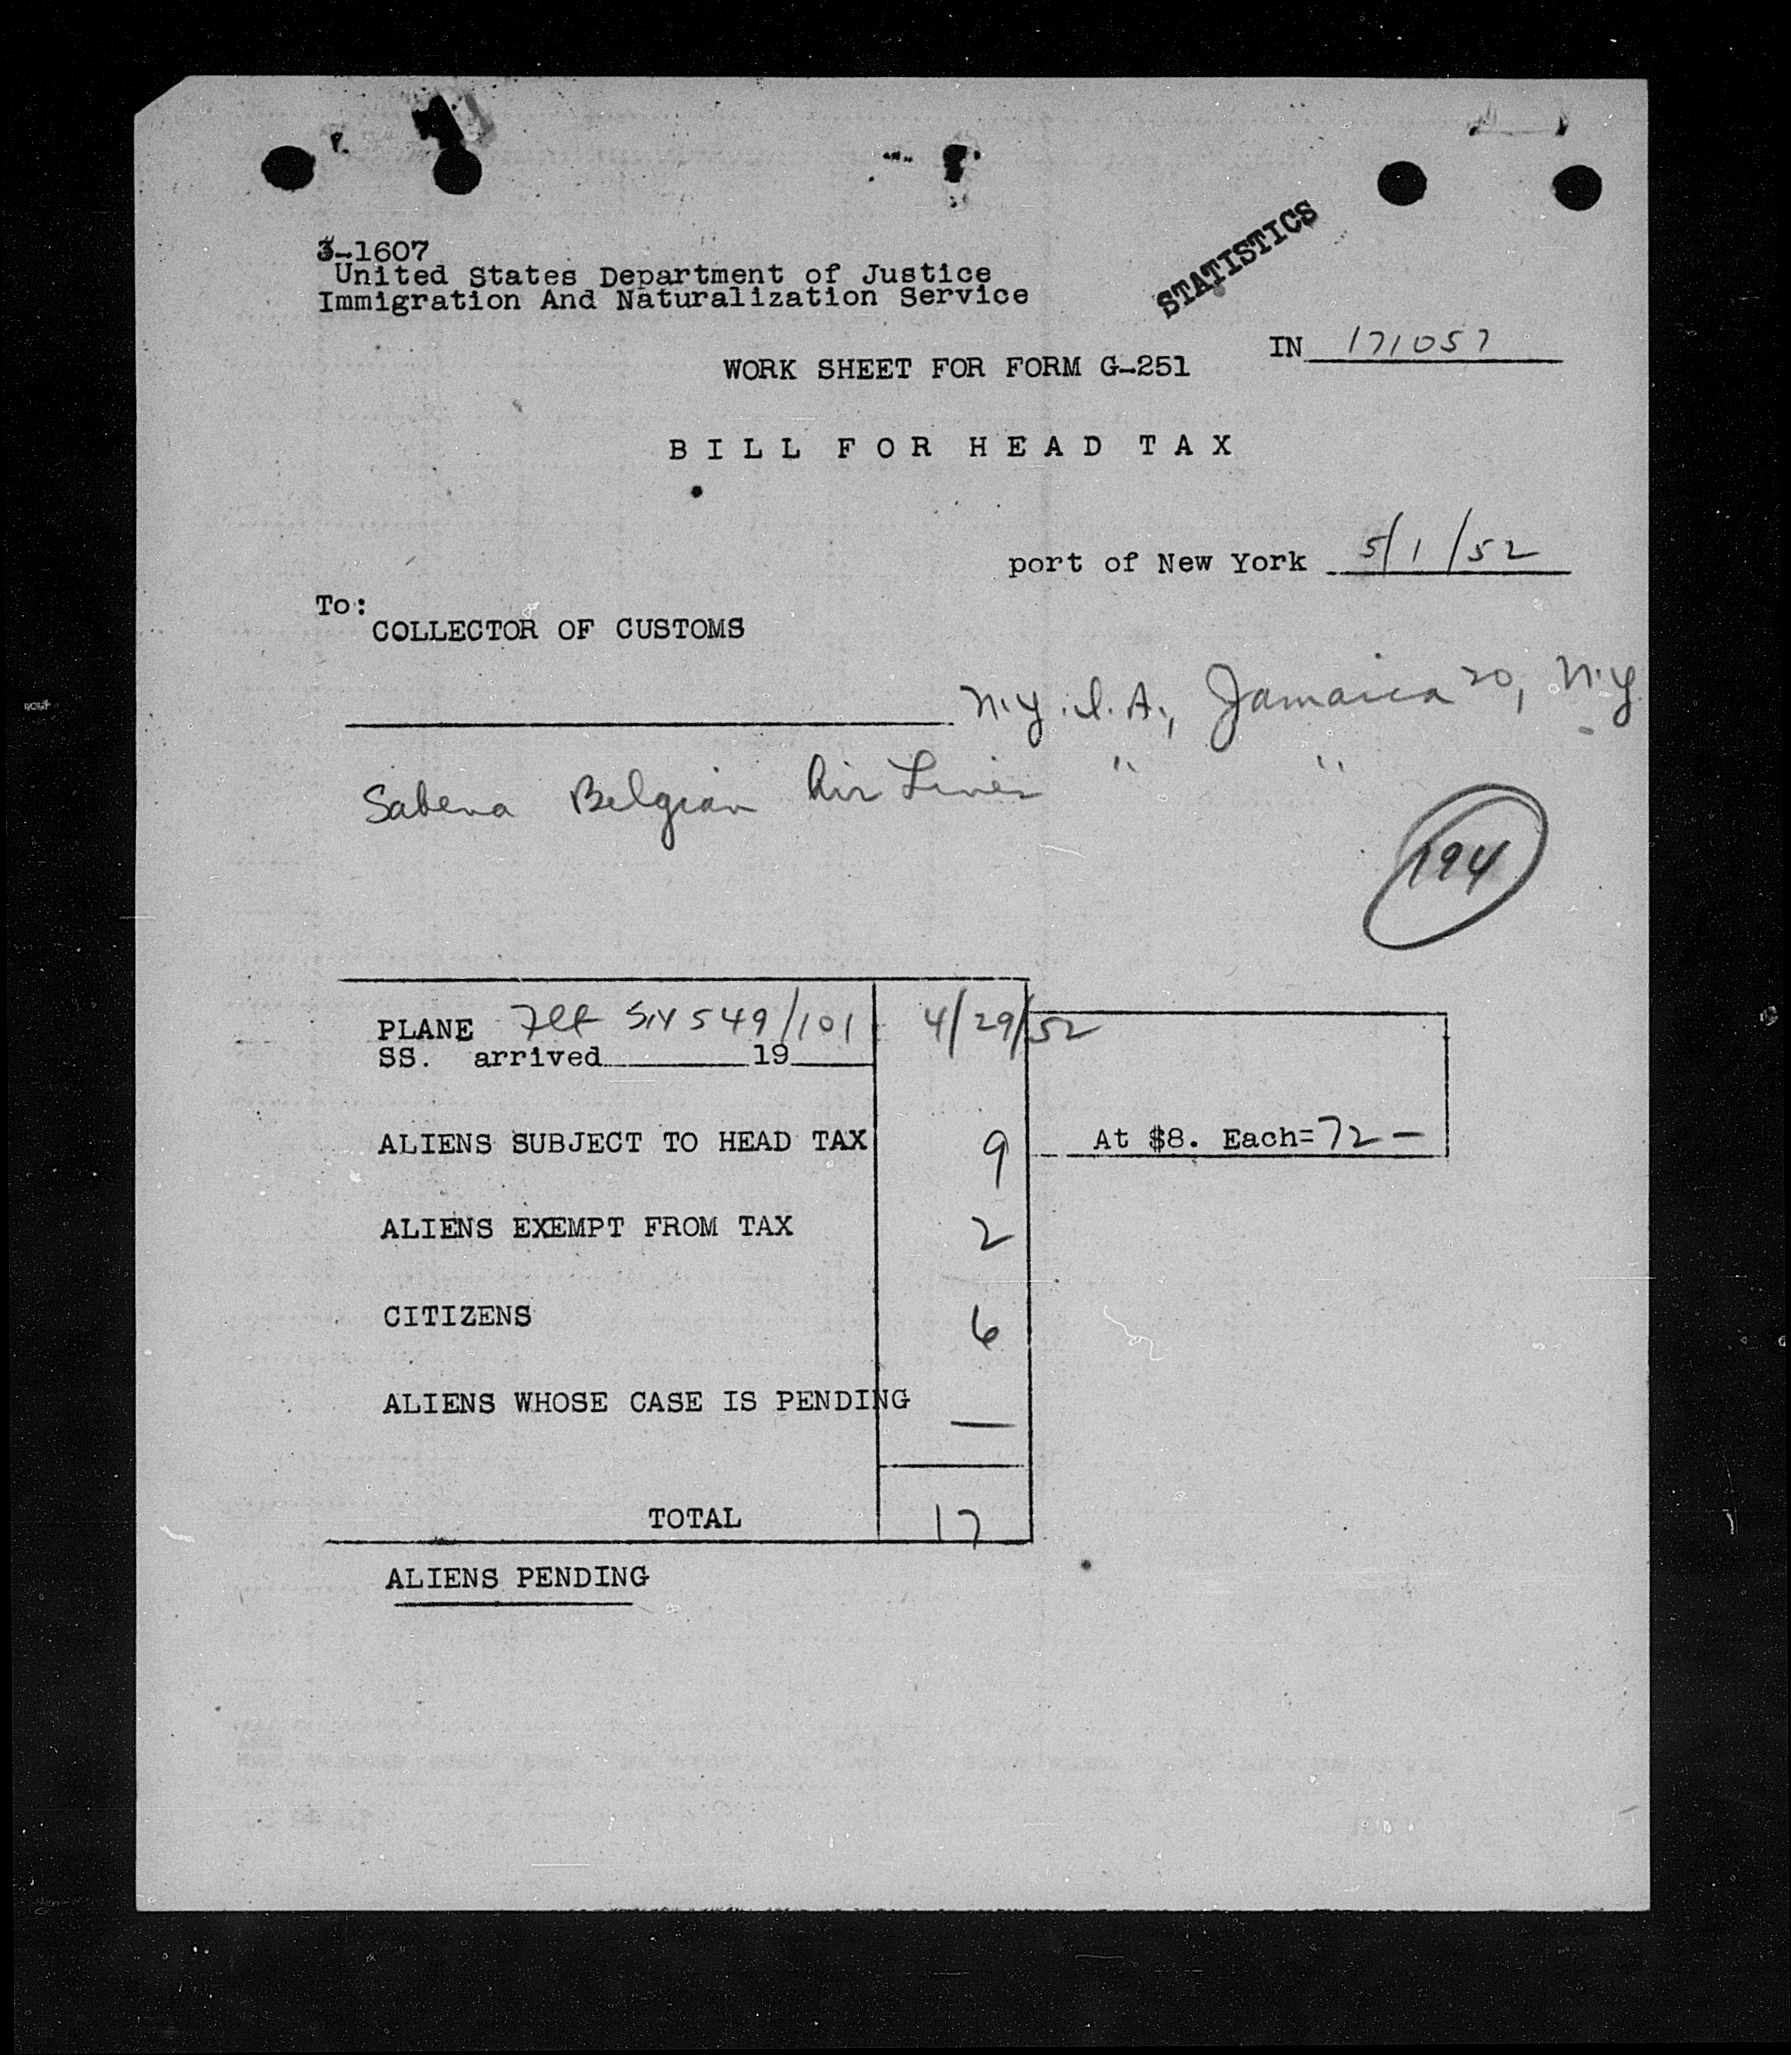 3-1607
United States Department of Justice
Immigration And Naturalization Service
STATISTICS
IN 171057
WORK SHEET FOR FORM G-251
BILL FOR HEAD TAX
port of New York 5/1/52
To:
COLLECTOR OF CUSTOMS
N.Y.I.A., Jamaica 20, N.Y.
Sabena Belgian Air Lines " "
194
PLANE Flt SN 549/101 4/29/52
SS. arrived 19
ALIENS SUBJECT TO HEAD TAX 9 At $8. Each=72 —
ALIENS EXEMPT FROM TAX 2
CITIZENS 6
ALIENS WHOSE CASE IS PENDING —
TOTAL 17
ALIENS PENDING